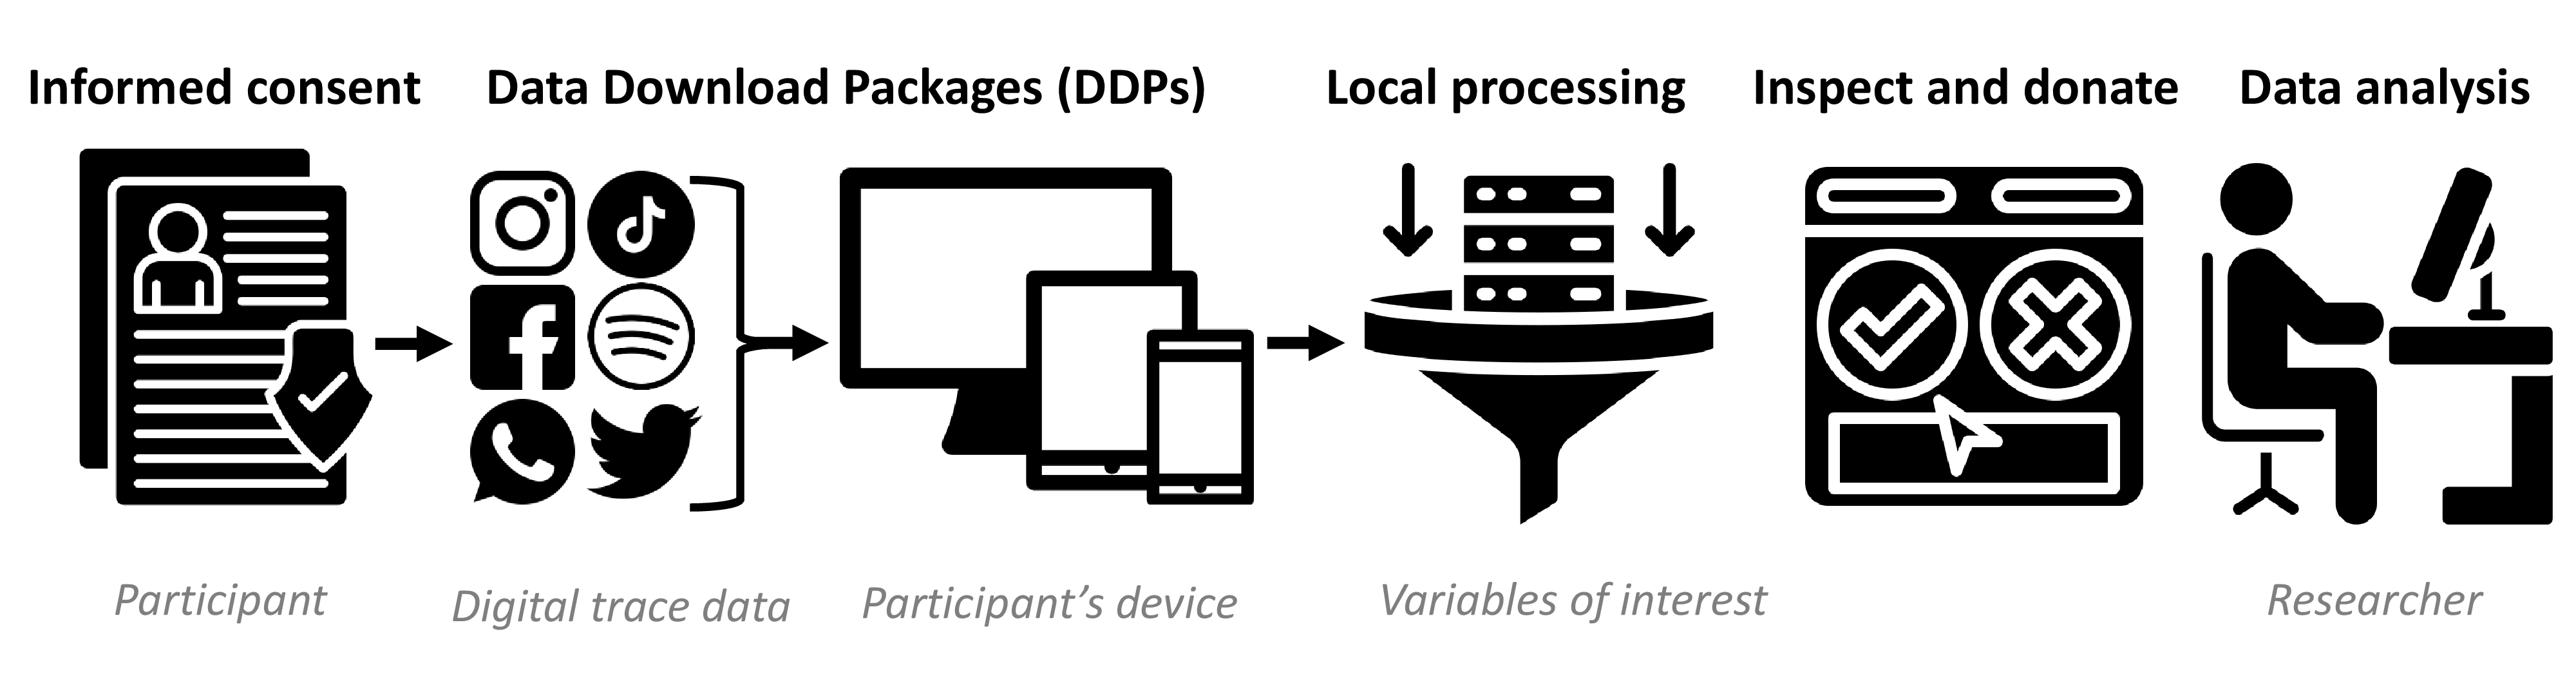 Informed consent
Data Download Packages (DDPs)
Local processing
Inspect and donate
Data analysis
Participant
Digital trace data
Participant’s device
Variables of interest
Researcher